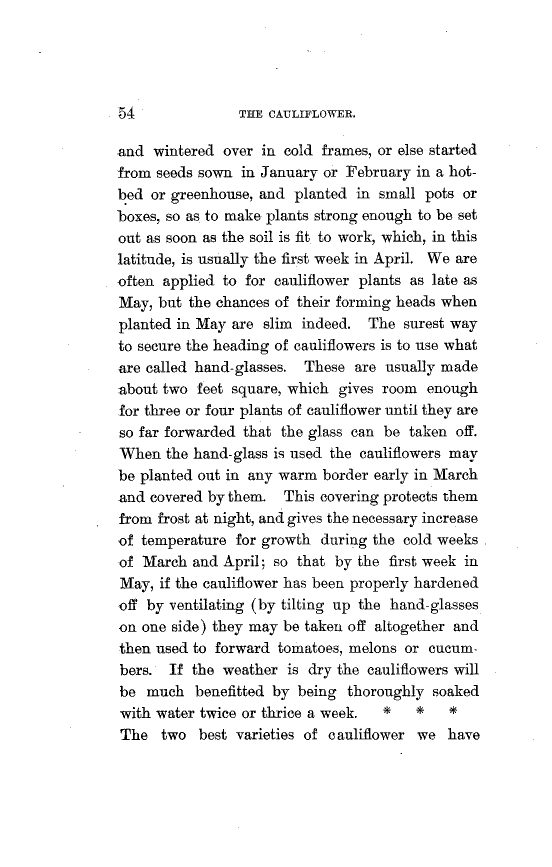 54 THE CAULIFLOWER.
and wintered over in cold frames, or else started
from seeds sown in January or February in a hot-
bed or greenhouse, and planted in small pots or
boxes, so as to make plants strong enough to be set
out as soon as the soil is fit to work, which, in this
latitude, is usually the first week in April. We are
often applied to for cauliflower plants as late as
May, but the chances of their forming heads when
planted in May are slim indeed. The surest way
to secure the heading of cauliflowers is to use what
are called hand-glasses. These are usually made
about two feet square, which gives room enough
for three or four plants of cauliflower until they are
so far forwarded that the glass can be taken off.
When the hand-glass is used the cauliflowers may
be planted out in any warm border early in March
and covered by them. This covering protects them
from frost at night, and gives the necessary increase
of temperature for growth during the cold weeks
of March and April; so that by the first week in
May, if the cauliflower has been properly hardened
off by ventilating (by tilting up the hand-glasses
on one side) they may be taken off altogether and
then used to forward tomatoes, melons or cucum-
bers. If the weather is dry the cauliflowers will
be much benefitted by being thoroughly soaked
with water twice or thrice a week. * * *
The two best varieties of cauliflower we have